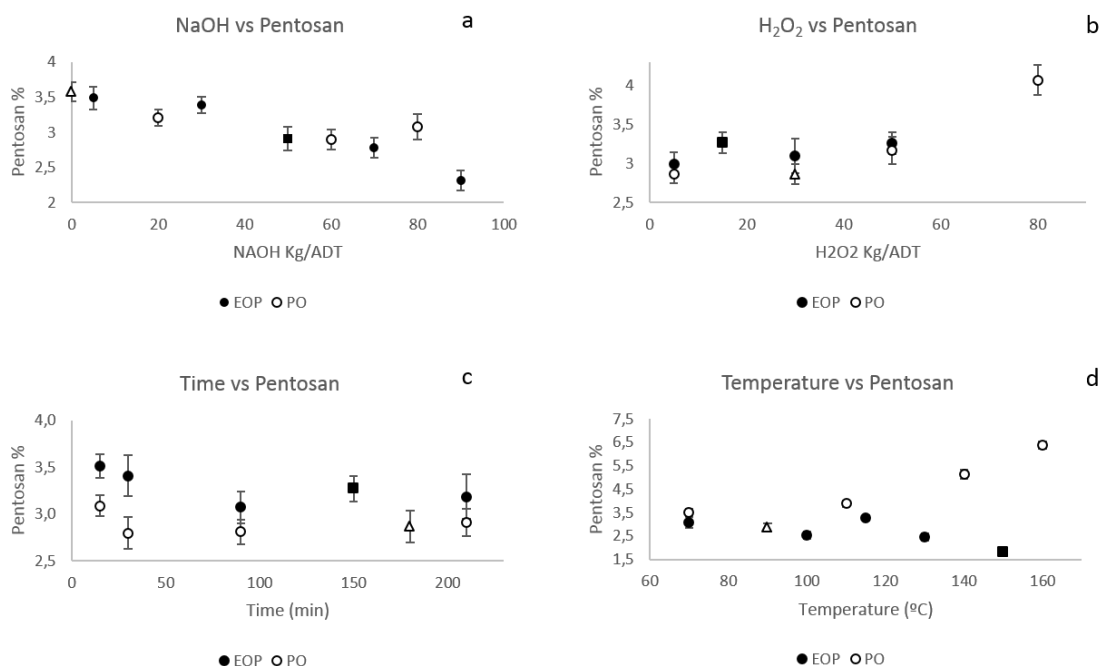 NaOH vs Pentosan
a
4
3,5
3
2,5
2
Pentosan %
0 20 40 60 80 100
NAOH Kg/ADT
EOP PO
H₂O₂ vs Pentosan
b
4
3,5
3
2,5
Pentosan %
0 20 40 60 80
H2O2 Kg/ADT
EOP PO
Time vs Pentosan
c
4,0
3,5
3,0
2,5
Pentosan %
0 50 100 150 200
Time (min)
EOP PO
Temperature vs Pentosan
d
7,5
6,5
5,5
4,5
3,5
2,5
1,5
Pentosan %
60 80 100 120 140 160
Temperature (ºC)
EOP PO